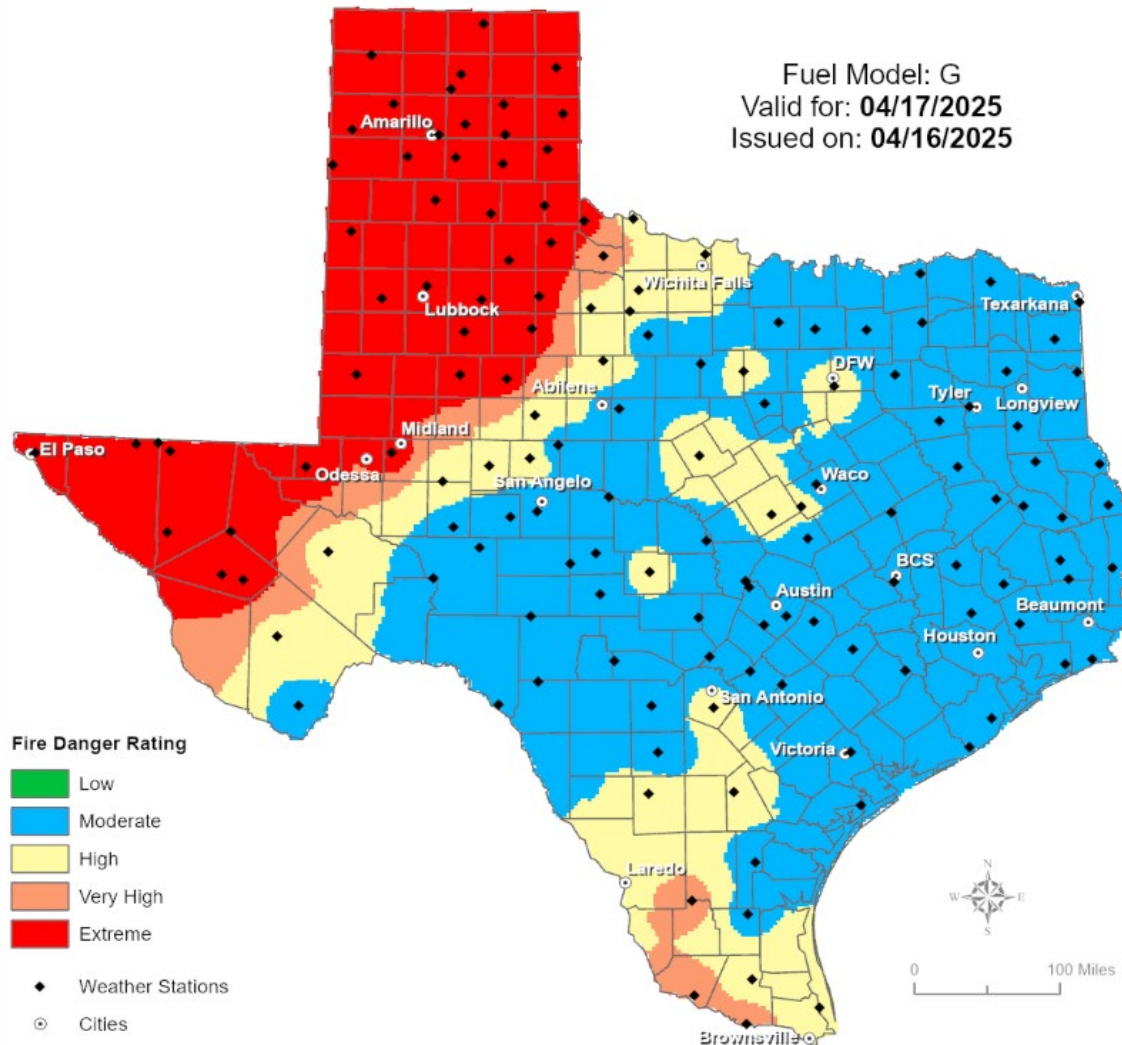 Fuel Model: G
Valid for: 04/17/2025
Issued on: 04/16/2025
Amarillo
Wichita Falls
Lubbock
Texarkana
DFW
Abilene
Tyler
Longview
Midland
El Paso
Odessa
San Angelo
Waco
BCS
Austin
Beaumont
Houston
San Antonio
Victoria
Laredo
Brownsville
Fire Danger Rating
Low
Moderate
High
Very High
Extreme
Weather Stations
Cities
N
W E
S
0 100 Miles